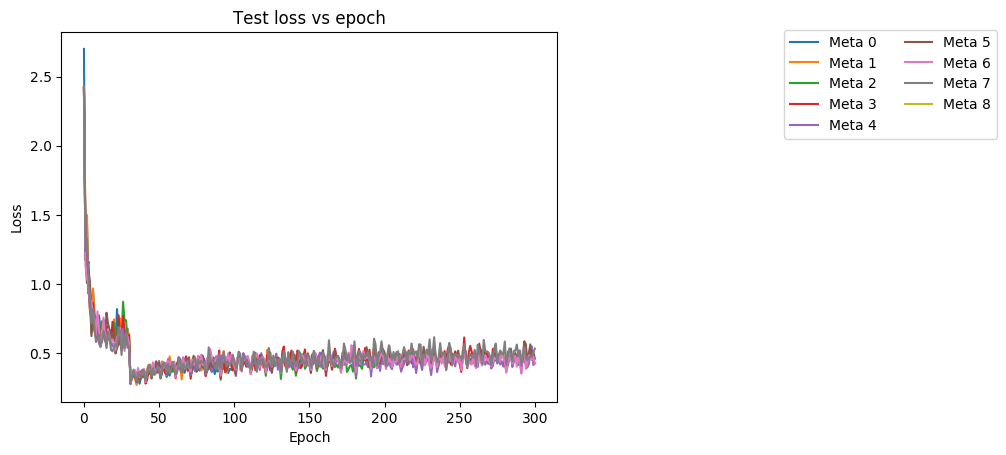 Test loss vs epoch
Loss
2.5
2.0
1.5
1.0
0.5
0
50
100
150
200
250
300
Epoch
Meta 0
Meta 1
Meta 2
Meta 3
Meta 4
Meta 5
Meta 6
Meta 7
Meta 8